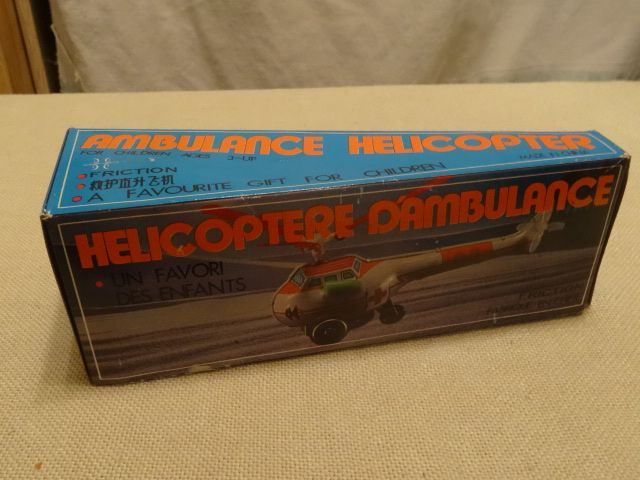 AMBULANCE HELICOPTER
FOR CHILDREN AGES 3-UP
FRICTION
救护直升飞机
A FAVOURITE GIFT FOR CHILDREN
HELICOPTERE D'AMBULANCE
UN FAVORI
DES ENFANTS
FRICTION